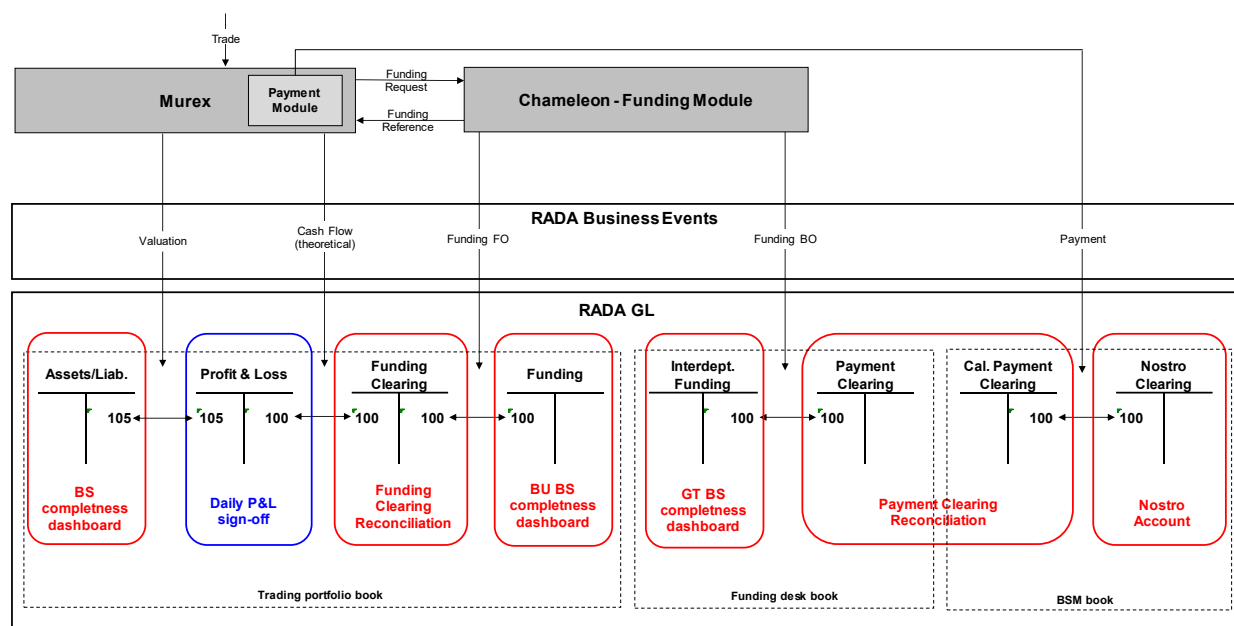 Trade
Murex
Payment
Module
Funding
Request
Funding
Reference
Chameleon - Funding Module
RADA Business Events
Valuation
Cash Flow
(theoretical)
Funding FO
Funding BO
Payment
RADA GL
Assets/Liab.
105
BS
completness
dashboard
Profit & Loss
105
100
Daily P&L
sign-off
Funding
Clearing
100
100
Funding
Clearing
Reconciliation
Funding
100
BU BS
completness
dashboard
Interdept.
Funding
100
GT BS
completness
dashboard
Payment
Clearing
100
Cal. Payment
Clearing
100
Payment Clearing
Reconciliation
Nostro
Clearing
100
Nostro
Account
Trading portfolio book
Funding desk book
BSM book